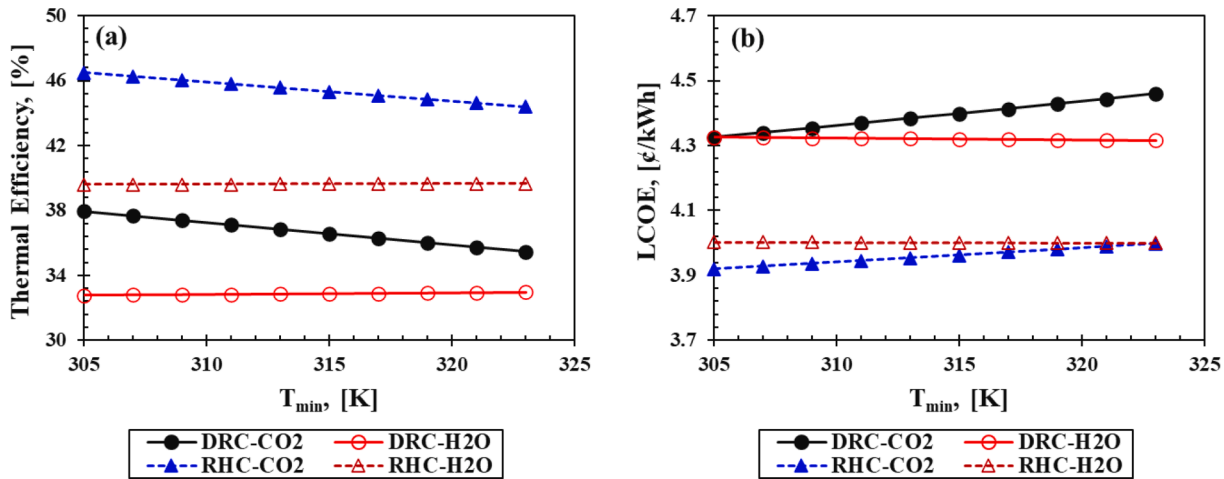 (a)
Thermal Efficiency, [%]
50
46
42
38
34
30
305 310 315 320 325
T_min, [K]
DRC-CO2 DRC-H2O
RHC-CO2 RHC-H2O
(b)
LCOE, [¢/kWh]
4.7
4.5
4.3
4.1
3.9
3.7
305 310 315 320 325
T_min, [K]
DRC-CO2 DRC-H2O
RHC-CO2 RHC-H2O